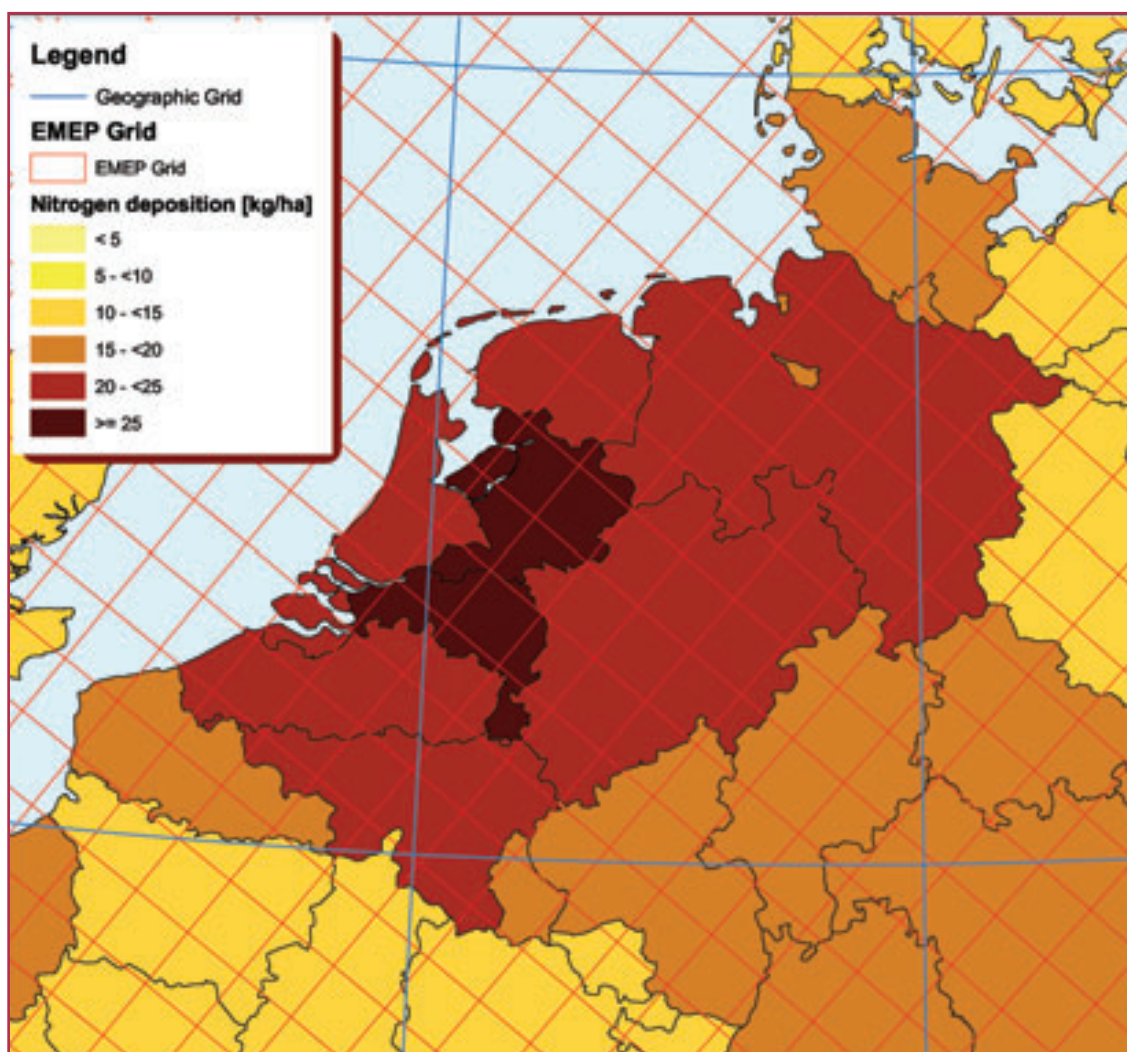 Legend
Geographic Grid
EMEP Grid
EMEP Grid
Nitrogen deposition [kg/ha]
< 5
5 - <10
10 - <15
15 - <20
20 - <25
>= 25